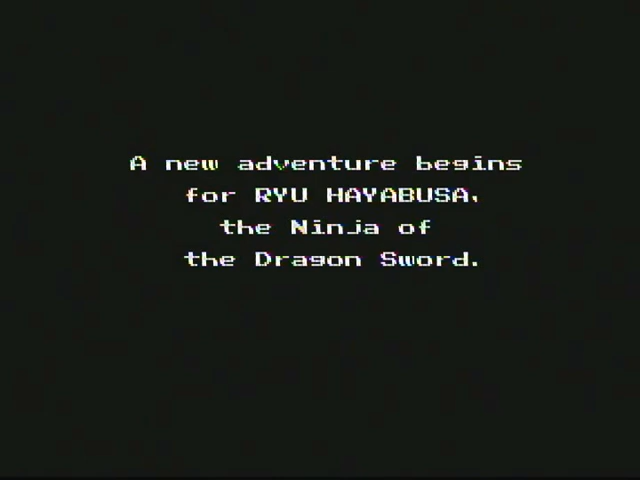 A new adventure begins
for RYU HAYABUSA,
the Ninja of
the Dragon Sword.